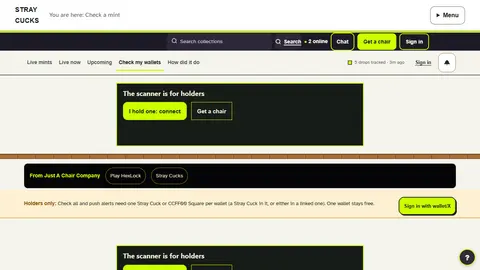 STRAY
CUCKS
You are here: Check a mint
Menu
Search collections
Search
2 online
Chat
Get a chair
Sign in
Live mints
Live now
Upcoming
Check my wallets
How did it do
Sign in
The scanner is for holders
I hold one: connect
Get a chair
From Just A Chair Company
Play HexLock
Stray Cucks
Holders only: Check all and push alerts need one Stray Cuck or CCFF00 Square per wallet (a Stray Cuck in it, or either in a linked one). One wallet stays free.
Sign in with wallet/X
The scanner is for holders
?